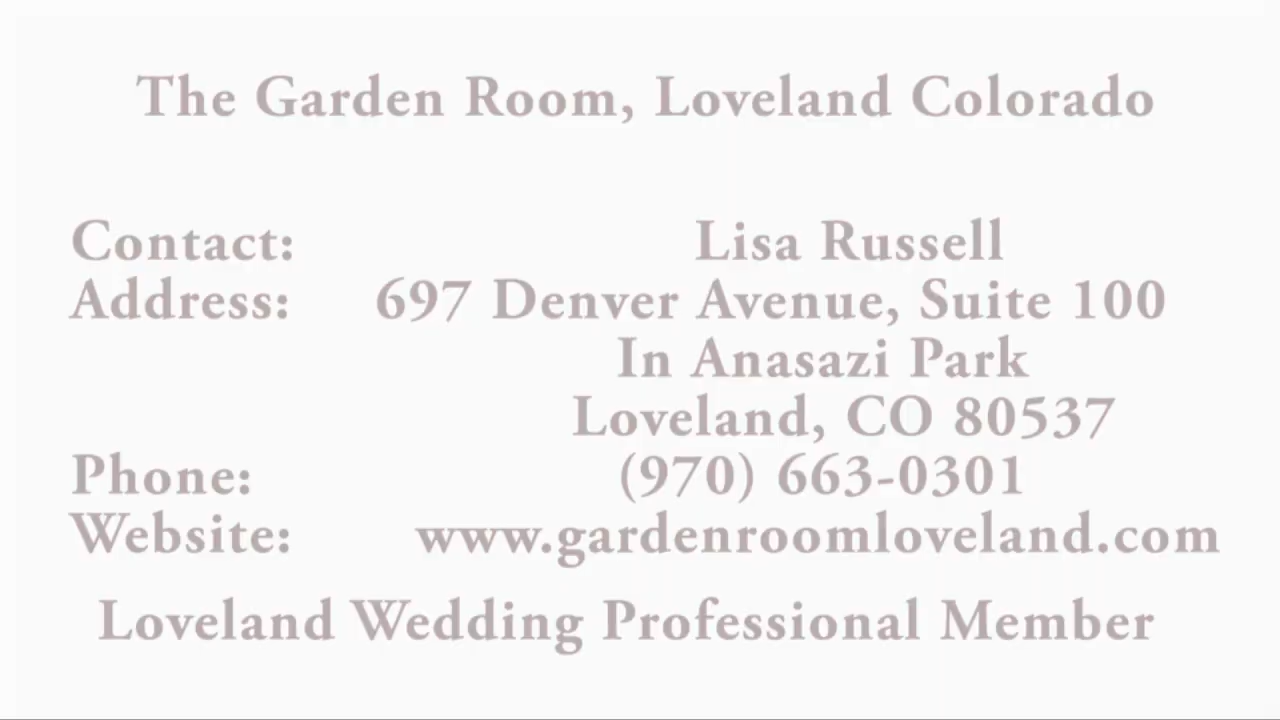 The Garden Room, Loveland Colorado
Contact: Lisa Russell
Address: 697 Denver Avenue, Suite 100
In Anasazi Park
Loveland, CO 80537
Phone: (970) 663-0301
Website: www.gardenroomloveland.com
Loveland Wedding Professional Member